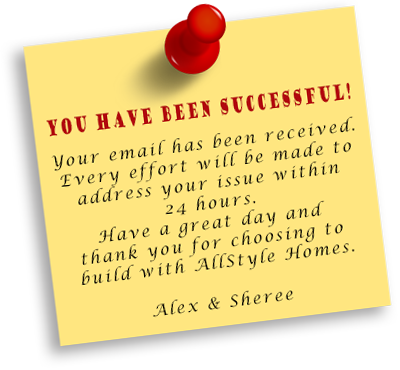 YOU HAVE BEEN SUCCESSFUL!
Your email has been received.
Every effort will be made to
address your issue within
24 hours.
Have a great day and
thank you for choosing to
build with AllStyle Homes.
Alex & Sheree